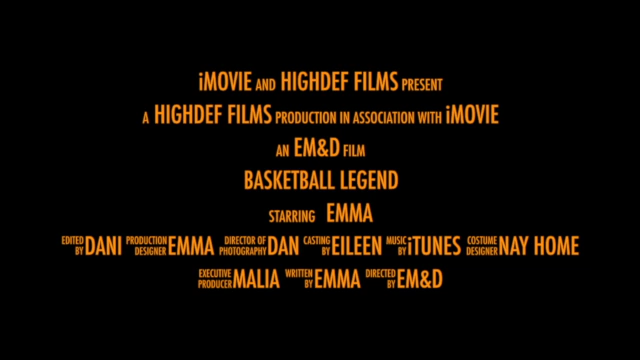 iMOVIE AND HIGHDEF FILMS PRESENT
A HIGHDEF FILMS PRODUCTION IN ASSOCIATION WITH iMOVIE
AN EM&D FILM
BASKETBALL LEGEND
STARRING EMMA
EDITED BY DANI PRODUCTION DESIGNER EMMA DIRECTOR OF PHOTOGRAPHY DAN CASTING BY EILEEN MUSIC BY iTUNES COSTUME DESIGNER NAY HOME
EXECUTIVE PRODUCER MALIA WRITTEN BY EMMA DIRECTED BY EM&D